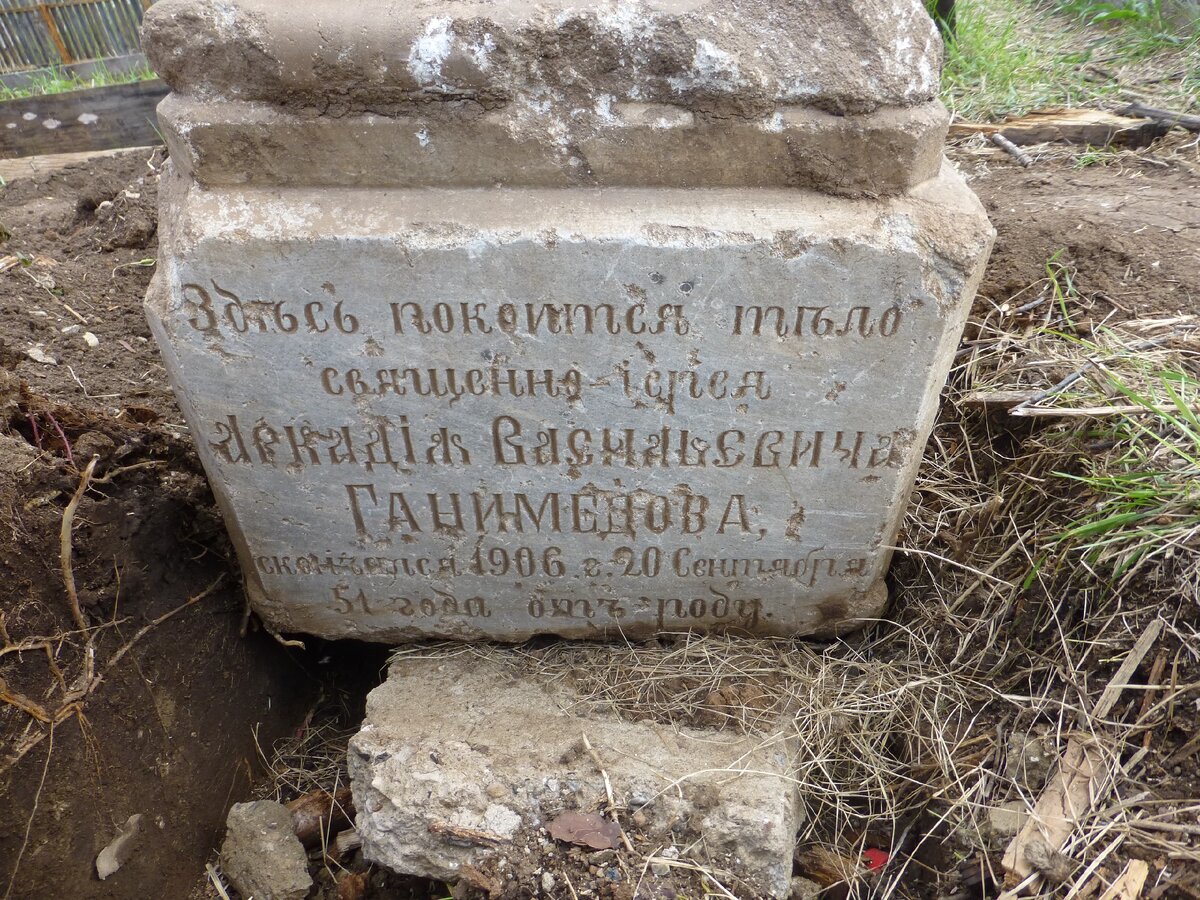 Здѣсь покоится тѣло
священно-іерея
Аркадія Васильевича
ГАНИМЕДОВА,
скончался 1906 г. 20 Сентября
51 года отъ роду.